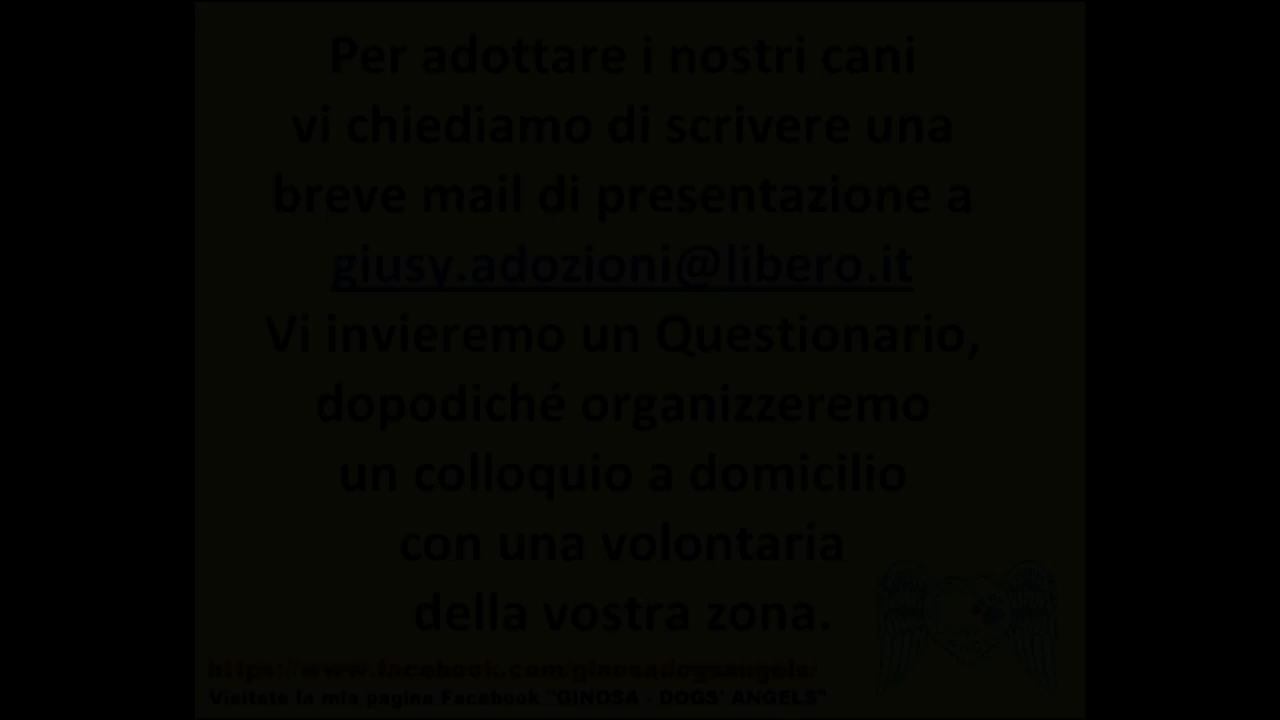 Per adottare i nostri cani
vi chiediamo di scrivere una
breve mail di presentazione a
giusy.adozioni@libero.it
Vi invieremo un Questionario,
dopodiché organizzeremo
un colloquio a domicilio
con una volontaria
della vostra zona.
https://www.facebook.com/ginosadogsangels/
Visitate la mia pagina Facebook "GINOSA - DOGS' ANGELS"